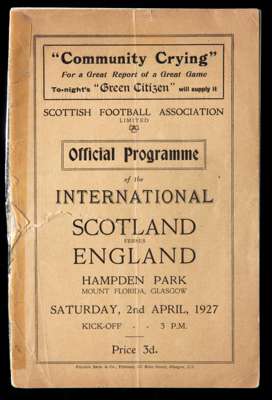 "Community Crying"
For a Great Report of a Great Game
To-night's "Green Citizen" will supply it
SCOTTISH FOOTBALL ASSOCIATION
LIMITED
Official Programme
of the
INTERNATIONAL
SCOTLAND
VERSUS
ENGLAND
HAMPDEN PARK
MOUNT FLORIDA, GLASGOW
SATURDAY, 2nd APRIL, 1927
KICK-OFF - - 3 P.M.
Price 3d.